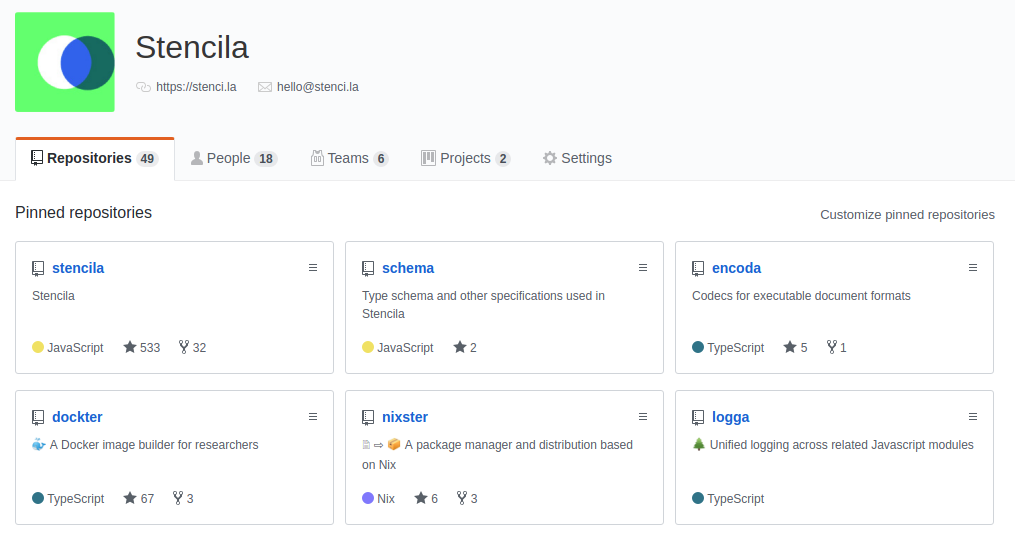 Stencila
https://stenci.la hello@stenci.la
Repositories 49 People 18 Teams 6 Projects 2 Settings
Pinned repositories Customize pinned repositories
stencila
Stencila
JavaScript 533 32
schema
Type schema and other specifications used in
Stencila
JavaScript 2
encoda
Codecs for executable document formats
TypeScript 5 1
dockter
A Docker image builder for researchers
TypeScript 67 3
nixster
⇨ 📦 A package manager and distribution based
on Nix
Nix 6 3
logga
🌲 Unified logging across related Javascript modules
TypeScript